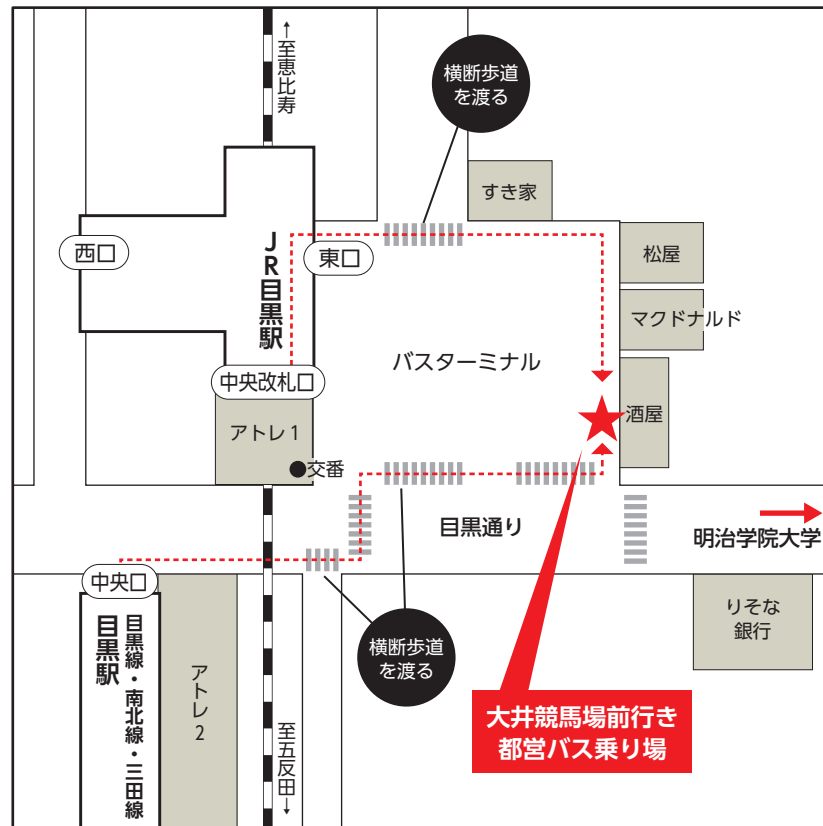 ←至恵比寿
横断歩道
を渡る
すき家
西口
JR目黒駅
東口
松屋
マクドナルド
バスターミナル
中央改札口
酒屋
アトレ1
交番
目黒通り
明治学院大学
中央口
目黒線・南北線・三田線
目黒駅
アトレ2
横断歩道
を渡る
りそな
銀行
至五反田→
大井競馬場前行き
都営バス乗り場